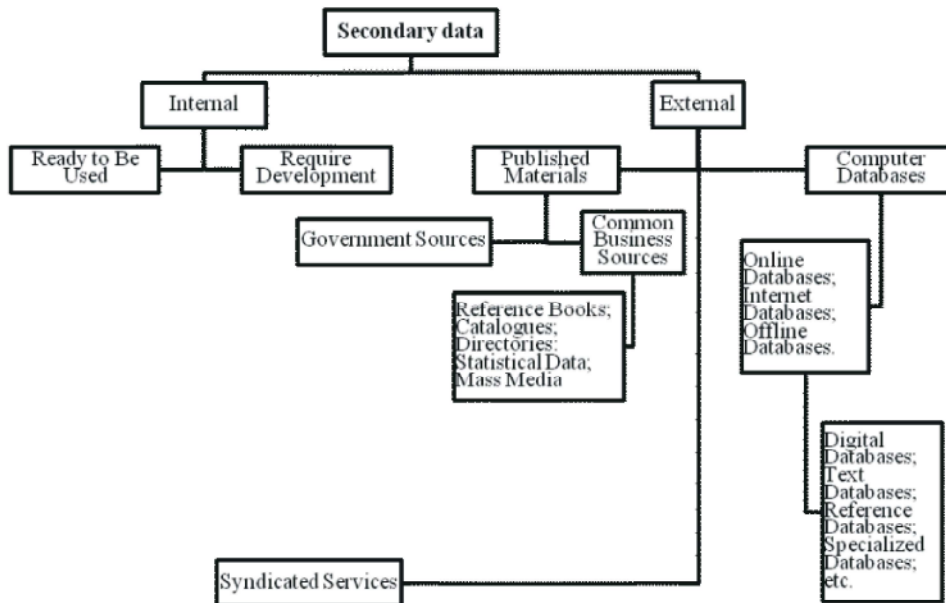 Secondary data
Internal
External
Ready to Be
Used
Require
Development
Published
Materials
Computer
Databases
Government Sources
Common
Business
Sources
Reference Books;
Catalogues;
Directories:
Statistical Data;
Mass Media
Online
Databases;
Internet
Databases;
Offline
Databases.
Digital
Databases;
Text
Databases;
Reference
Databases;
Specialized
Databases;
etc.
Syndicated Services